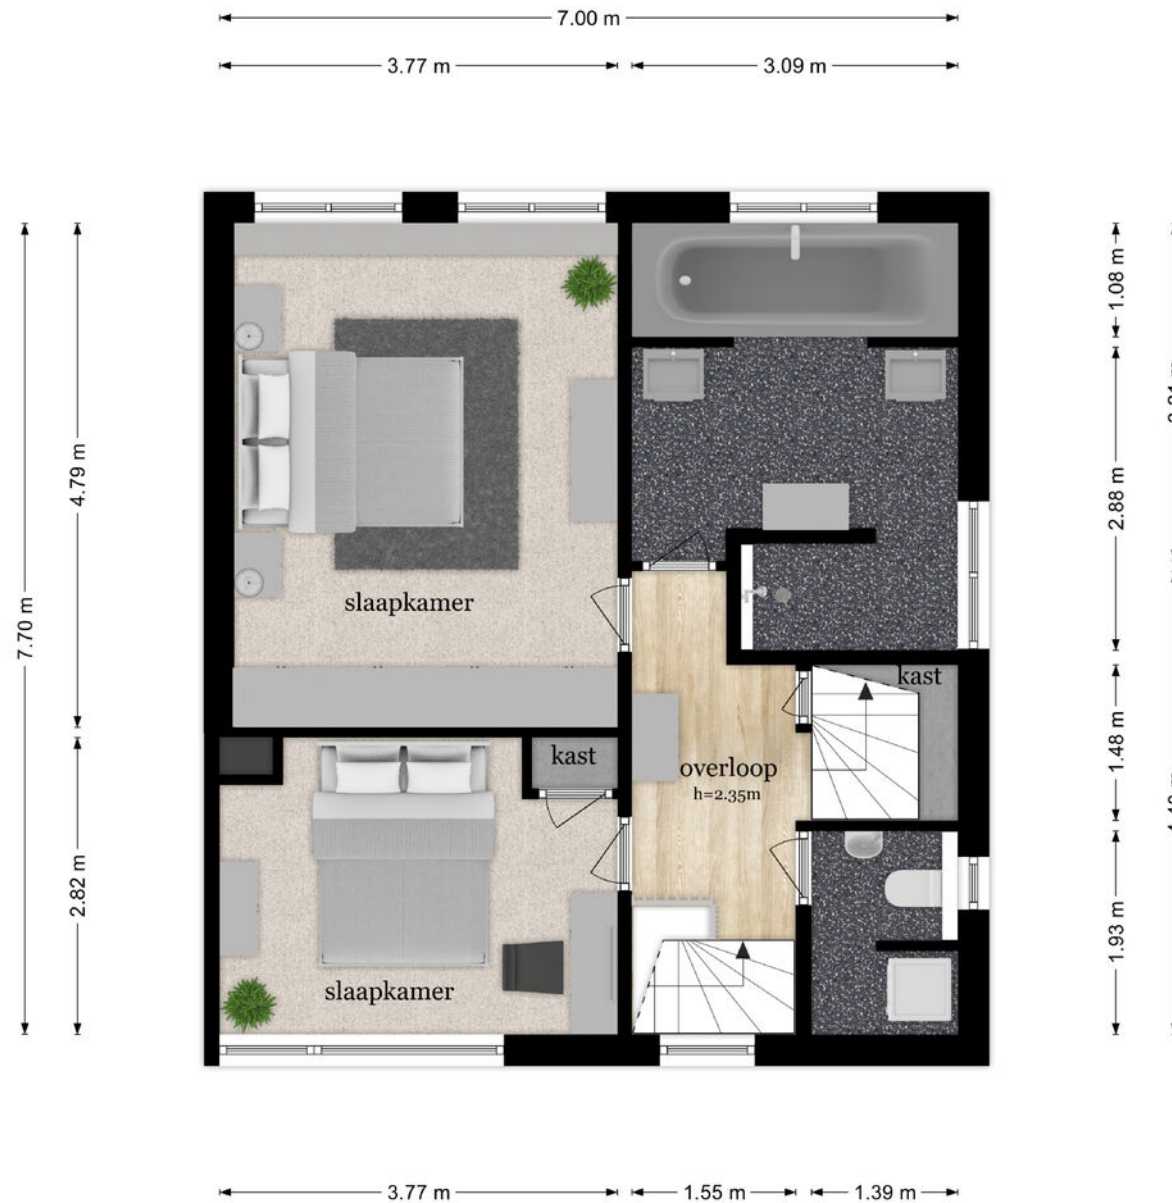 7.00 m
3.77 m
3.09 m
1.08 m
4.79 m
2.88 m
7.70 m
slaapkamer
kast
kast
overloop
h=2.35m
1.48 m
2.82 m
1.93 m
slaapkamer
3.77 m
1.55 m
1.39 m